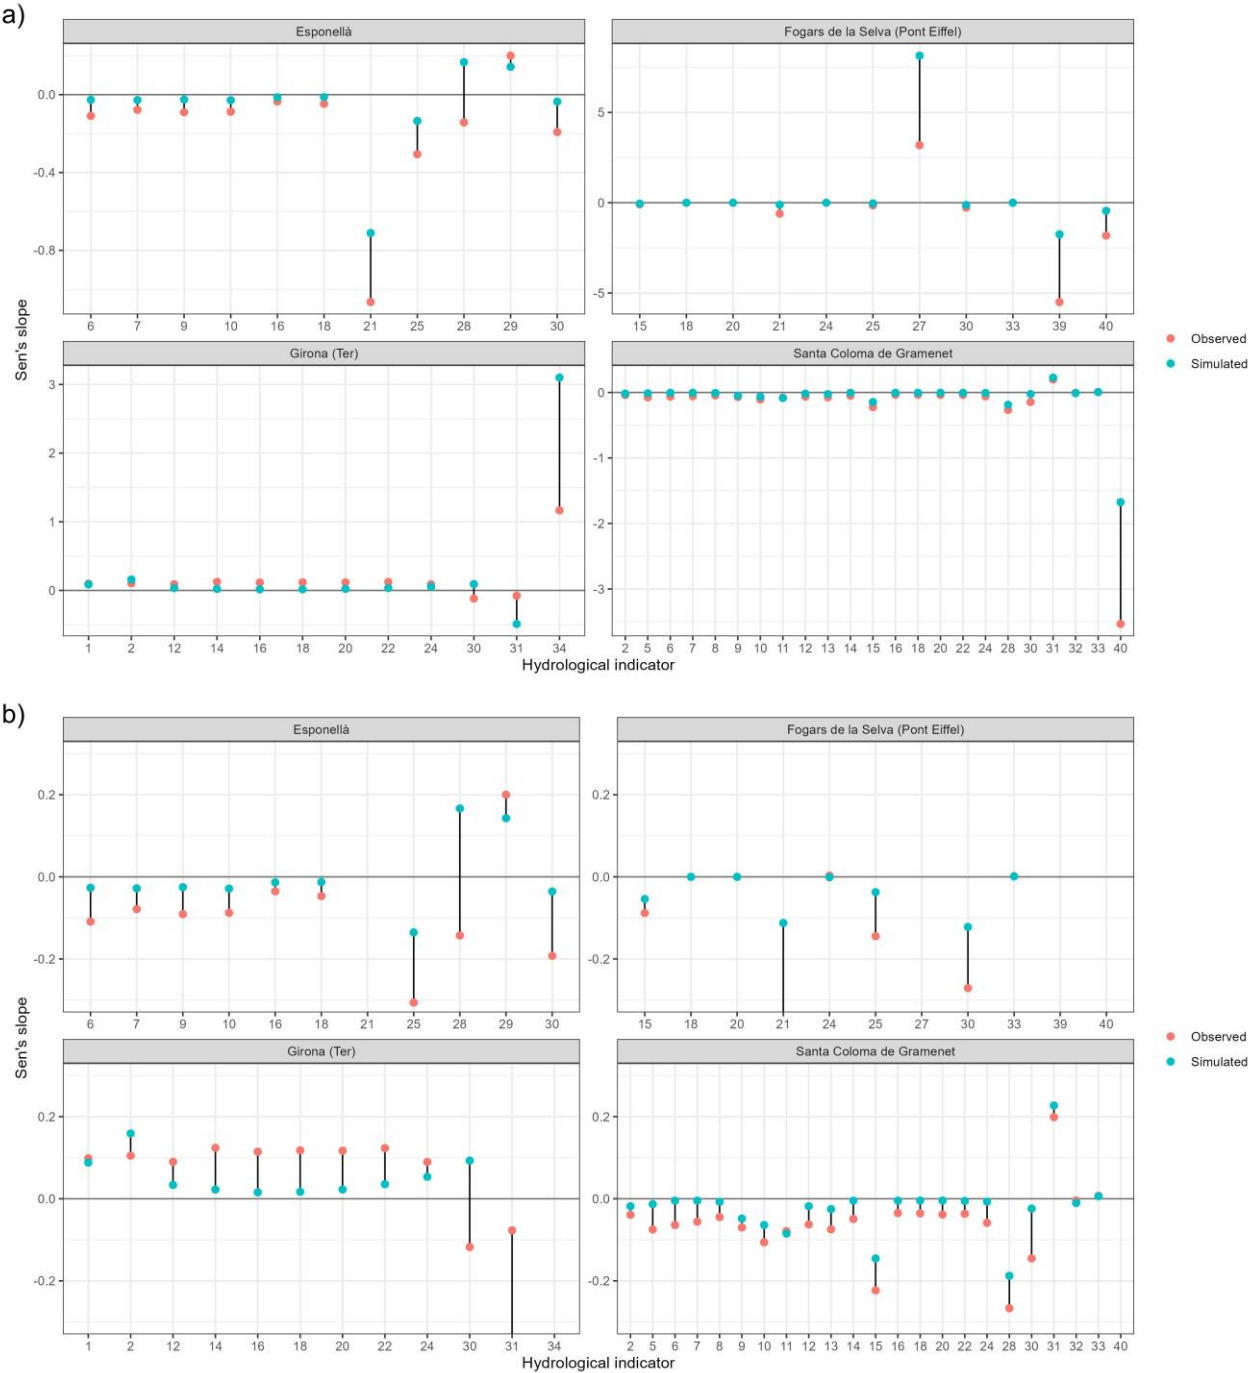 a)
Esponellà
Fogars de la Selva (Pont Eiffel)
0.0
-0.4
-0.8
5
0
-5
6 7 9 10 16 18 21 25 28 29 30
15 18 20 21 24 25 27 30 33 39 40
Sen's slope
Observed
Simulated
Girona (Ter)
Santa Coloma de Gramenet
3
2
1
0
0
-1
-2
-3
1 2 12 14 16 18 20 22 24 30 31 34
2 5 6 7 8 9 10 11 12 13 14 15 16 18 20 22 24 28 30 31 32 33 40
Hydrological indicator
b)
Esponellà
Fogars de la Selva (Pont Eiffel)
0.2
0.0
-0.2
0.2
0.0
-0.2
6 7 9 10 16 18 21 25 28 29 30
15 18 20 21 24 25 27 30 33 39 40
Sen's slope
Observed
Simulated
Girona (Ter)
Santa Coloma de Gramenet
0.2
0.0
-0.2
0.2
0.0
-0.2
1 2 12 14 16 18 20 22 24 30 31 34
2 5 6 7 8 9 10 11 12 13 14 15 16 18 20 22 24 28 30 31 32 33 40
Hydrological indicator